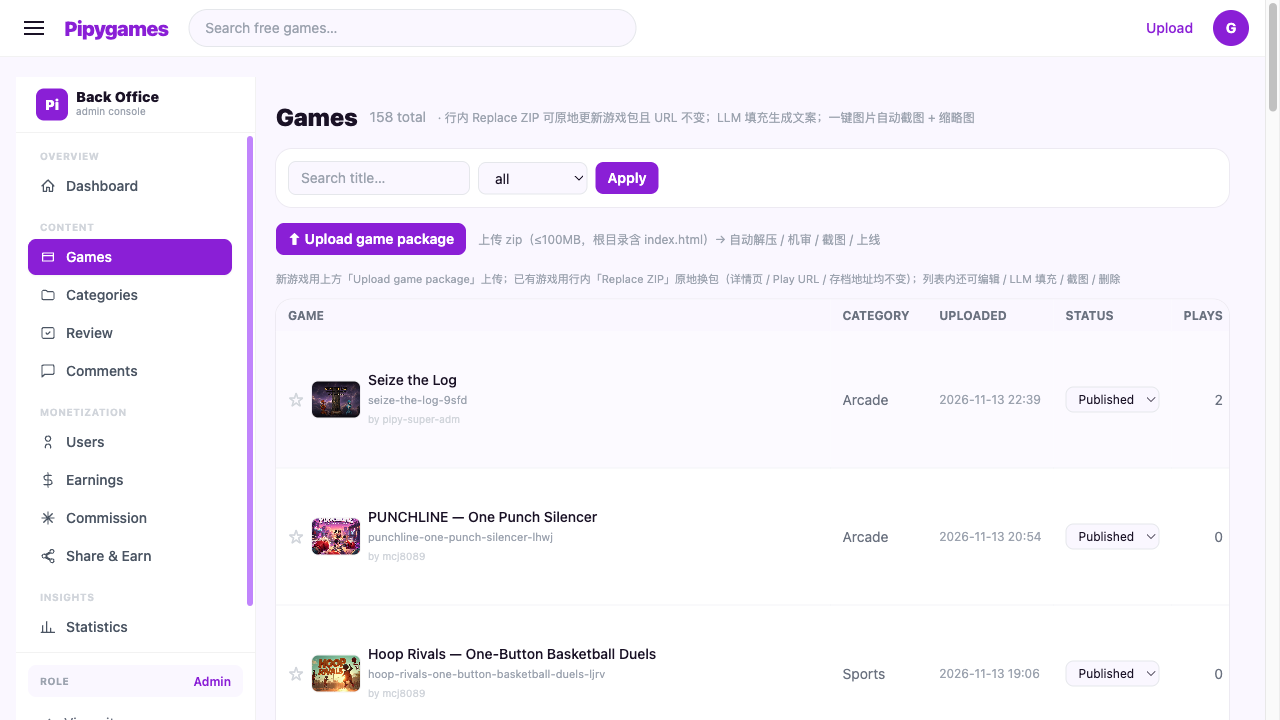 Pipygames
Search free games...
Upload
G
Pi
Back Office
admin console
OVERVIEW
Dashboard
CONTENT
Games
Categories
Review
Comments
MONETIZATION
Users
Earnings
Commission
Share & Earn
INSIGHTS
Statistics
ROLE
Admin
Games
158 total
· 行内 Replace ZIP 可原地更新游戏包且 URL 不变；LLM 填充生成文案；一键图片自动截图 + 缩略图
Search title...
all
Apply
⬆ Upload game package
上传 zip（≤100MB，根目录含 index.html）→ 自动解压 / 机审 / 截图 / 上线
新游戏用上方「Upload game package」上传；已有游戏用行内「Replace ZIP」原地换包（详情页 / Play URL / 存档地址均不变）；列表内还可编辑 / LLM 填充 / 截图 / 删除
GAME CATEGORY UPLOADED STATUS PLAYS
Seize the Log
seize-the-log-9sfd
by pipy-super-adm
Arcade
2026-11-13 22:39
Published
2
PUNCHLINE — One Punch Silencer
punchline-one-punch-silencer-lhwj
by mcj8089
Arcade
2026-11-13 20:54
Published
0
HOOP
Hoop Rivals — One-Button Basketball Duels
hoop-rivals-one-button-basketball-duels-ljrv
by mcj8089
Sports
2026-11-13 19:06
Published
0